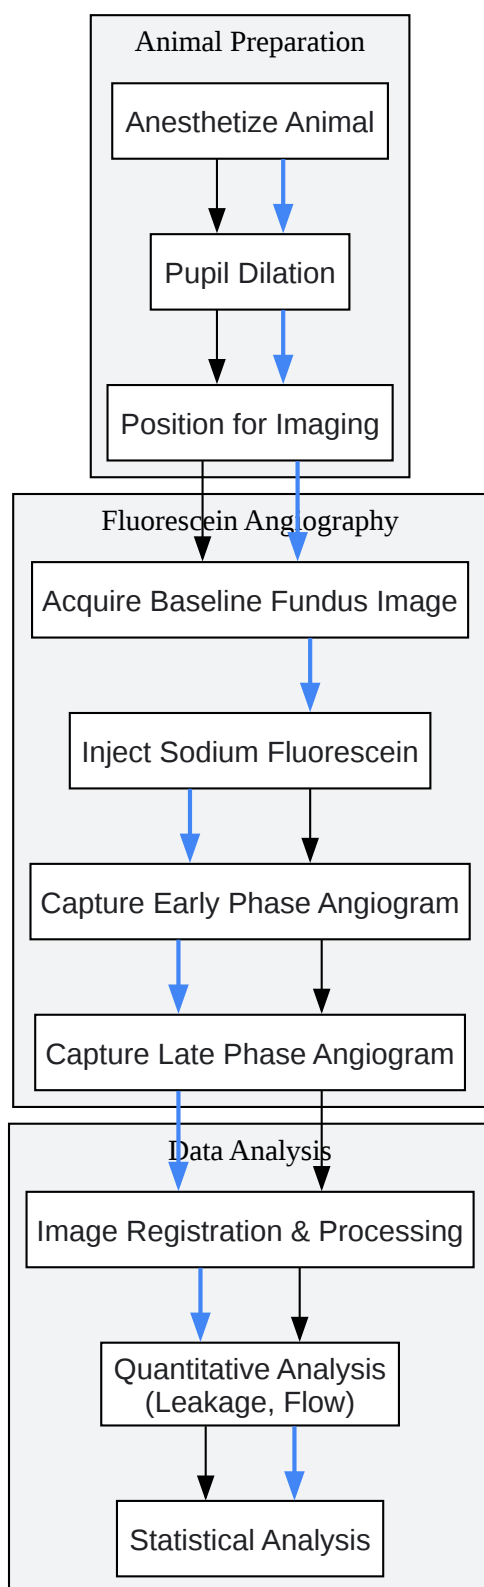 Animal Preparation
Anesthetize Animal
Pupil Dilation
Position for Imaging
Fluorescein Angiography
Acquire Baseline Fundus Image
Inject Sodium Fluorescein
Capture Early Phase Angiogram
Capture Late Phase Angiogram
Data Analysis
Image Registration & Processing
Quantitative Analysis
(Leakage, Flow)
Statistical Analysis